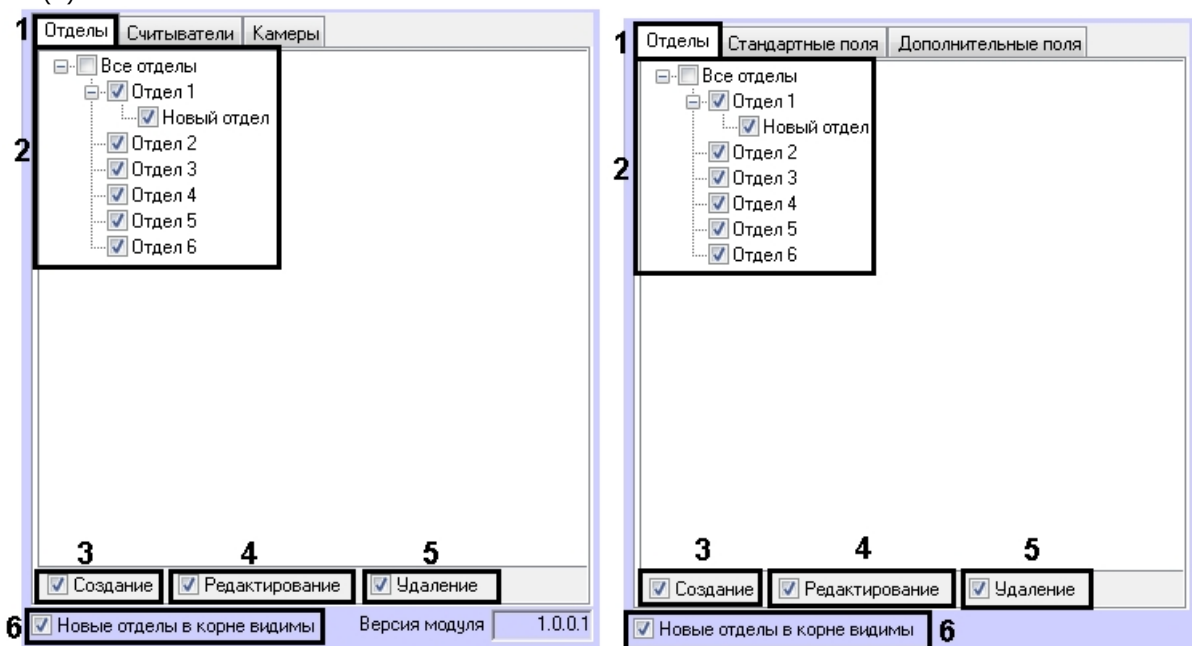 1 Отделы Считыватели Камеры
Все отделы
Отдел 1
Новый отдел
2 Отдел 2
Отдел 3
Отдел 4
Отдел 5
Отдел 6
3 4 5
Создание Редактирование Удаление
6 Новые отделы в корне видимы Версия модуля 1.0.0.1
1 Отделы Стандартные поля Дополнительные поля
Все отделы
Отдел 1
Новый отдел
2 Отдел 2
Отдел 3
Отдел 4
Отдел 5
Отдел 6
3 4 5
Создание Редактирование Удаление
Новые отделы в корне видимы 6